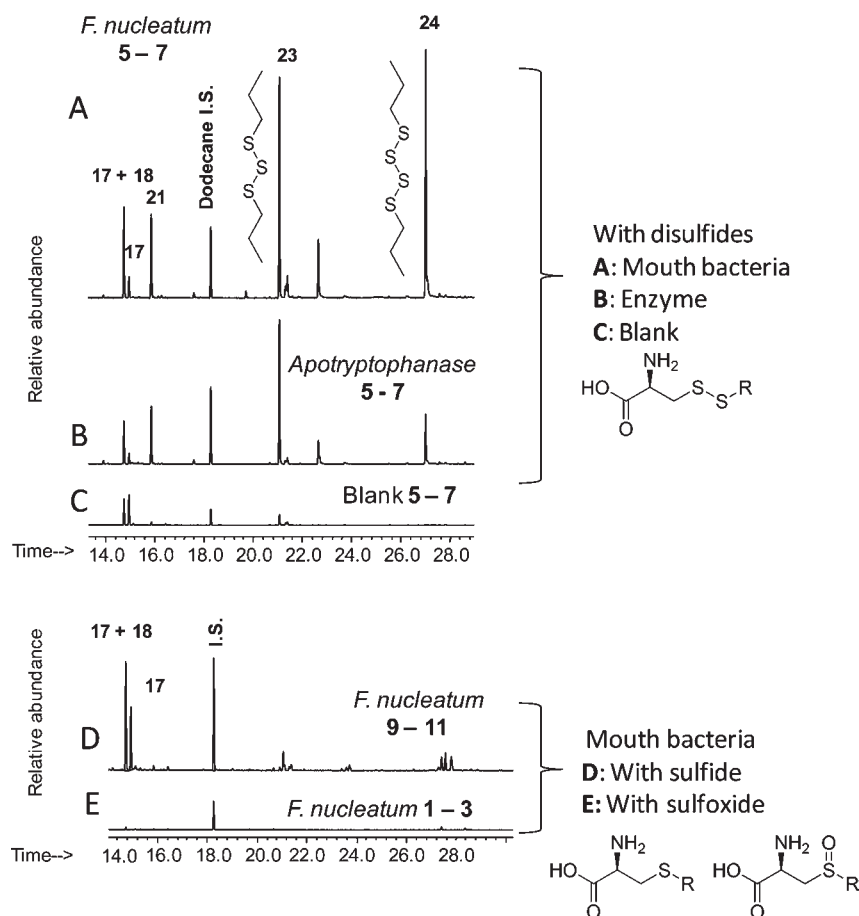 F. nucleatum
5 – 7
A
17 + 18
17
21
Dodecane I.S.
23
S
S
S
24
S
S
S
S
Relative abundance
Apotryptophanase
5 - 7
B
C
Blank 5 – 7
Time-->
14.0 16.0 18.0 20.0 22.0 24.0 26.0 28.0
With disulfides
A: Mouth bacteria
B: Enzyme
C: Blank
NH2
HO
S
S
R
O
Relative abundance
17 + 18
17
I.S.
F. nucleatum
9 – 11
D
E
F. nucleatum 1 – 3
Time-->
14.0 16.0 18.0 20.0 22.0 24.0 26.0 28.0
Mouth bacteria
D: With sulfide
E: With sulfoxide
NH2
HO
S
R
O
NH2
O
HO
S
R
O